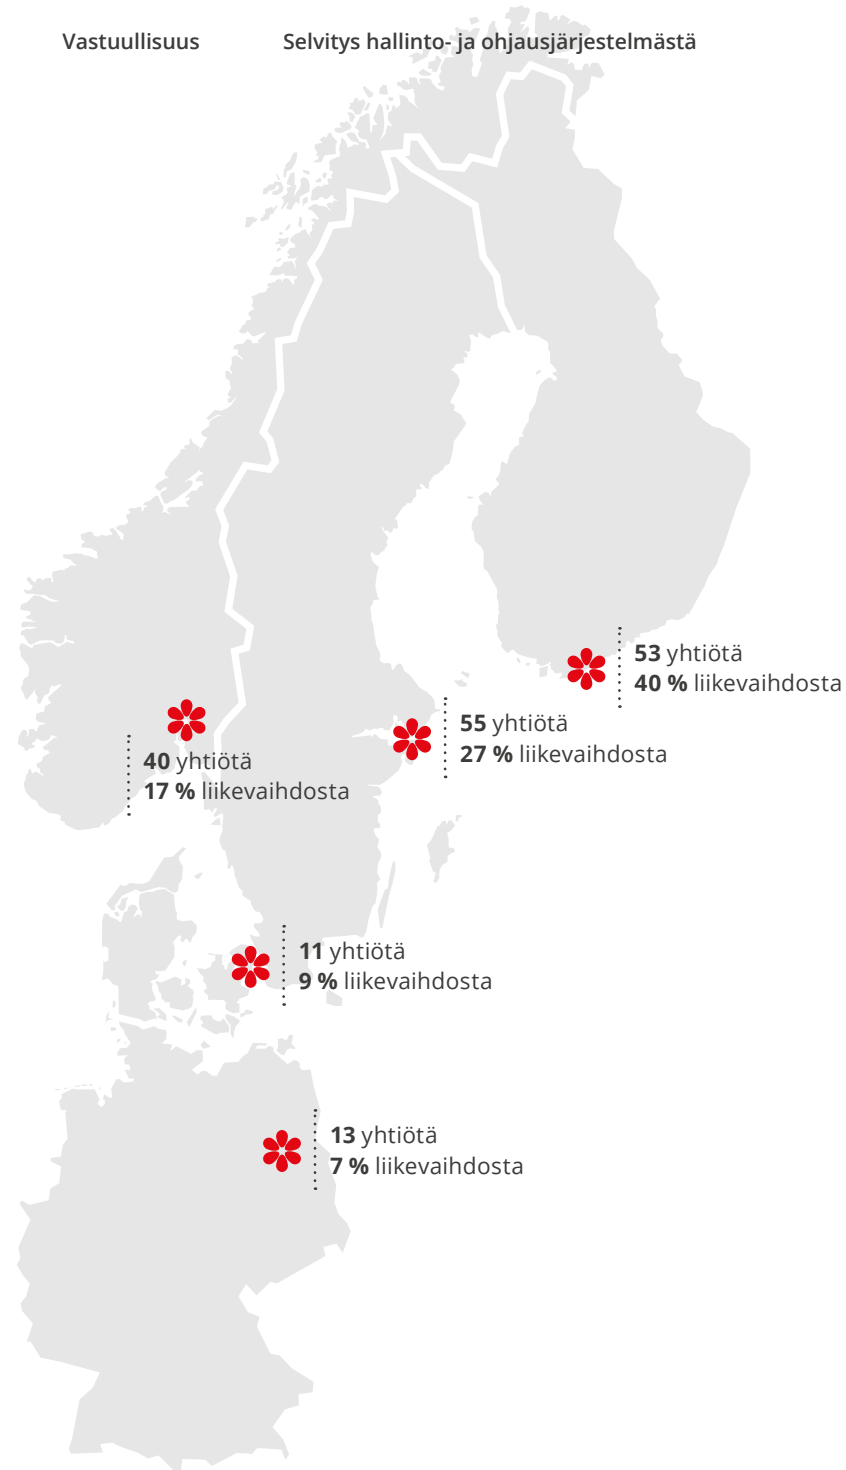 Vastuullisuus
Selvitys hallinto- ja ohjausjärjestelmästä
53 yhtiötä
40 % liikevaihdosta
55 yhtiötä
27 % liikevaihdosta
40 yhtiötä
17 % liikevaihdosta
11 yhtiötä
9 % liikevaihdosta
13 yhtiötä
7 % liikevaihdosta